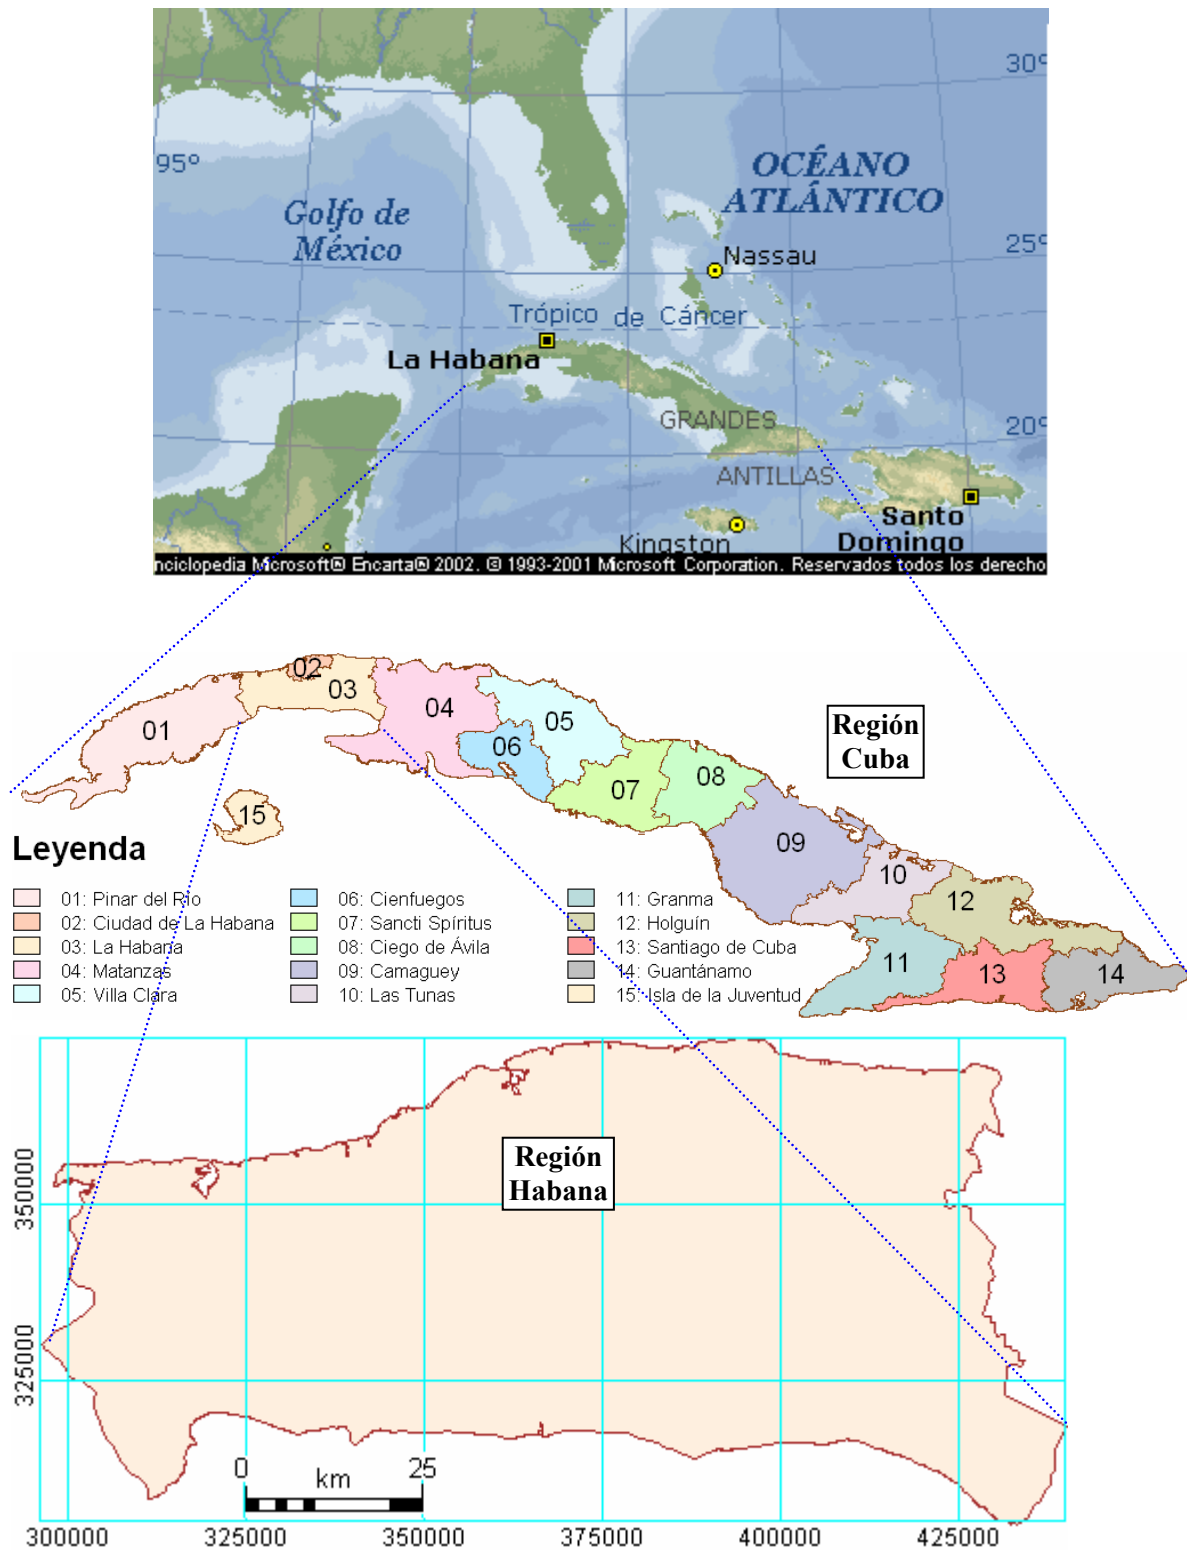 30º
95º
OCÉANO
ATLÁNTICO
Golfo de
México
25º
Nassau
Trópico de Cáncer
La Habana
GRANDES
20º
ANTILLAS
Santo
Domingo
Kingston
nciclopedia Microsoft® Encarta® 2002. © 1993-2001 Microsoft Corporation. Reservados todos los derecho
02
03
01
04
05
06
07
08
09
10
11
12
13
14
15
Región
Cuba
Leyenda
01: Pinar del Río
02: Ciudad de La Habana
03: La Habana
04: Matanzas
05: Villa Clara
06: Cienfuegos
07: Sancti Spíritus
08: Ciego de Ávila
09: Camaguey
10: Las Tunas
11: Granma
12: Holguín
13: Santiago de Cuba
14: Guantánamo
15: Isla de la Juventud
Región
Habana
350000
325000
0 km 25
300000 325000 350000 375000 400000 425000